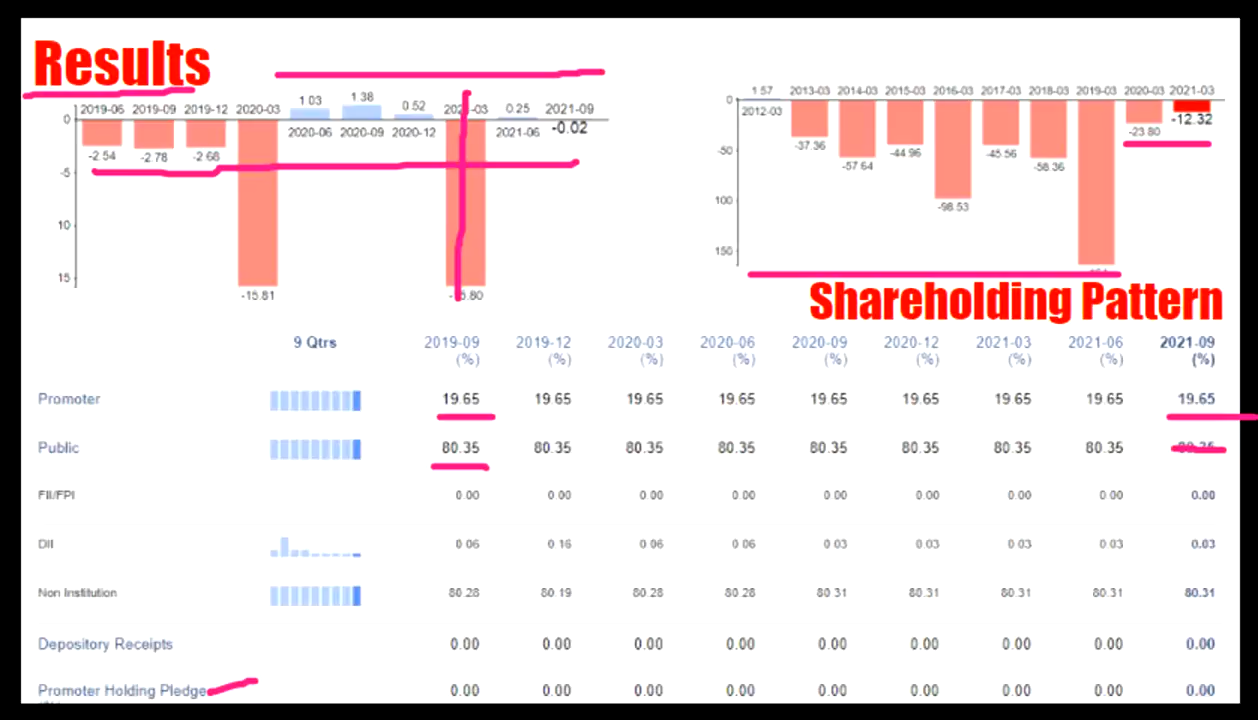 Results
2019-06 2019-09 2019-12 2020-03 1.03 1.38 0.52 0.25 2021-09
0 2020-06 2020-09 2020-12 2021-06 -0.02
-2.54 -2.78 -2.68
-5
10
15
-15.81
1.57 2013-03 2014-03 2015-03 2016-03 2017-03 2018-03 2019-03 2020-03 2021-03
0 2012-03
-12.32
-23.80
-37.36 -44.96 -45.56
-50
-57.64 -58.36
100 -98.53
150
Shareholding Pattern
9 Qtrs 2019-09 2019-12 2020-03 2020-06 2020-09 2020-12 2021-03 2021-06 2021-09
(%) (%) (%) (%) (%) (%) (%) (%) (%)
Promoter 19.65 19.65 19.65 19.65 19.65 19.65 19.65 19.65 19.65
Public 80.35 80.35 80.35 80.35 80.35 80.35 80.35 80.35
FII/FPI 0.00 0.00 0.00 0.00 0.00 0.00 0.00 0.00 0.00
DII 0.06 0.16 0.06 0.06 0.03 0.03 0.03 0.03 0.03
Non Institution 80.28 80.19 80.28 80.28 80.31 80.31 80.31 80.31 80.31
Depository Receipts 0.00 0.00 0.00 0.00 0.00 0.00 0.00 0.00 0.00
Promoter Holding Pledge 0.00 0.00 0.00 0.00 0.00 0.00 0.00 0.00 0.00